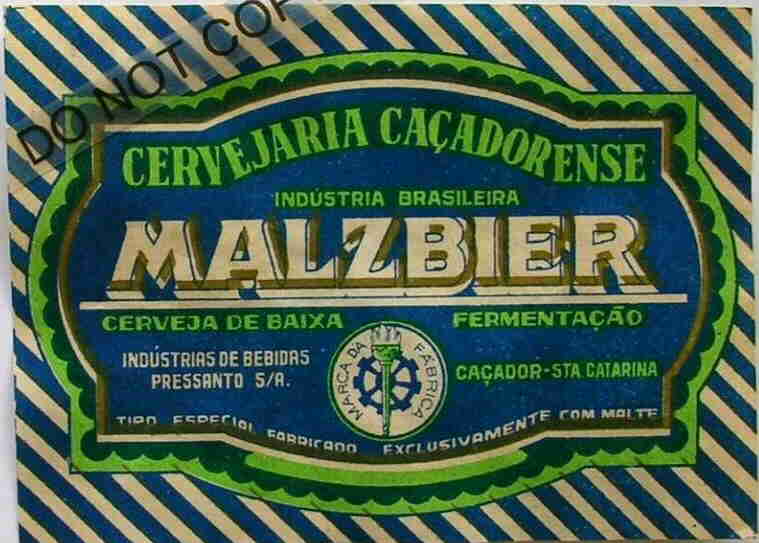 DO NOT COP
CERVEJARIA CAÇADORENSE
INDÚSTRIA BRASILEIRA
MALZBIER
CERVEJA DE BAIXA FERMENTAÇÃO
INDÚSTRIAS DE BEBIDAS
PRESSANTO S/A.
MARCA DA FABRICA
CAÇADOR-STA CATARINA
TIPO ESPECIAL FABRICADO EXCLUSIVAMENTE COM MALTE